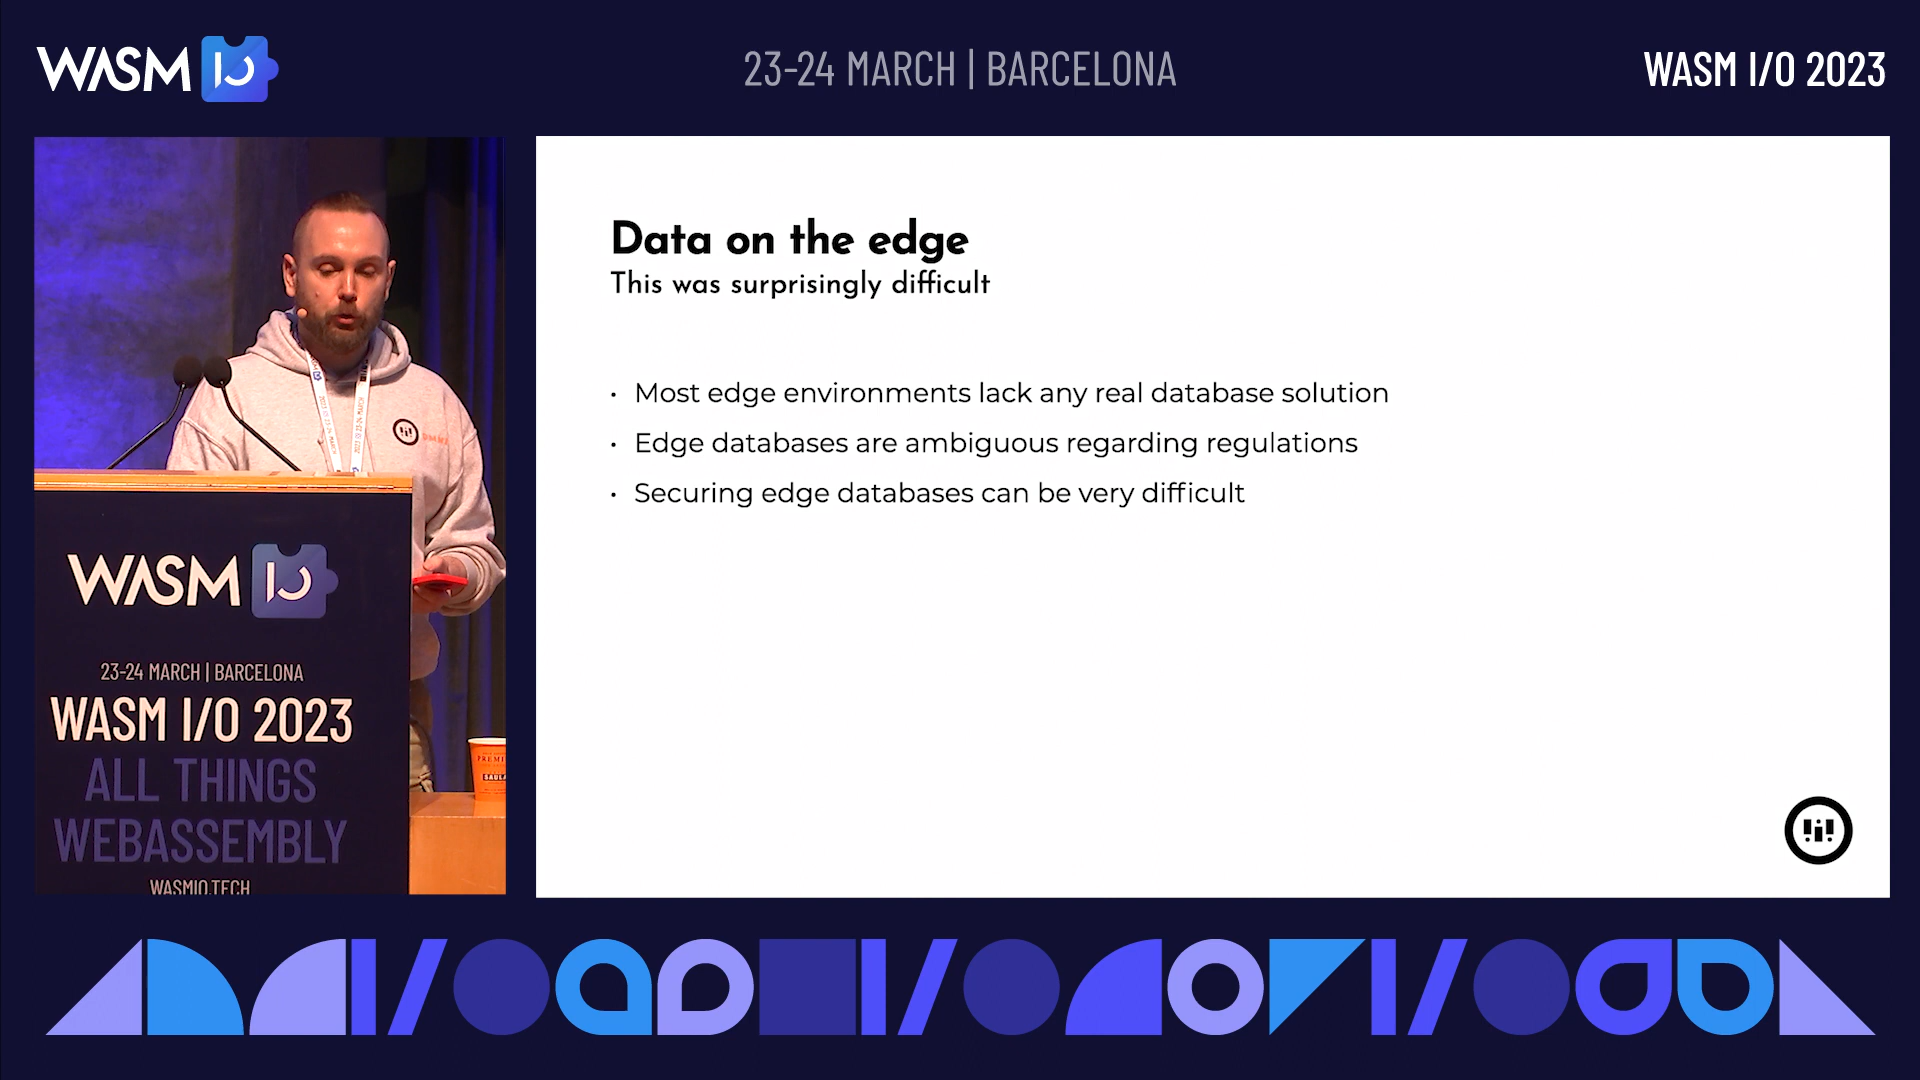 WASM IO
23-24 MARCH | BARCELONA
WASM I/O 2023
Data on the edge
This was surprisingly difficult
• Most edge environments lack any real database solution
• Edge databases are ambiguous regarding regulations
• Securing edge databases can be very difficult
WASM IO
23-24 MARCH | BARCELONA
WASM I/O 2023
ALL THINGS
WEBASSEMBLY
WASMIO.TECH